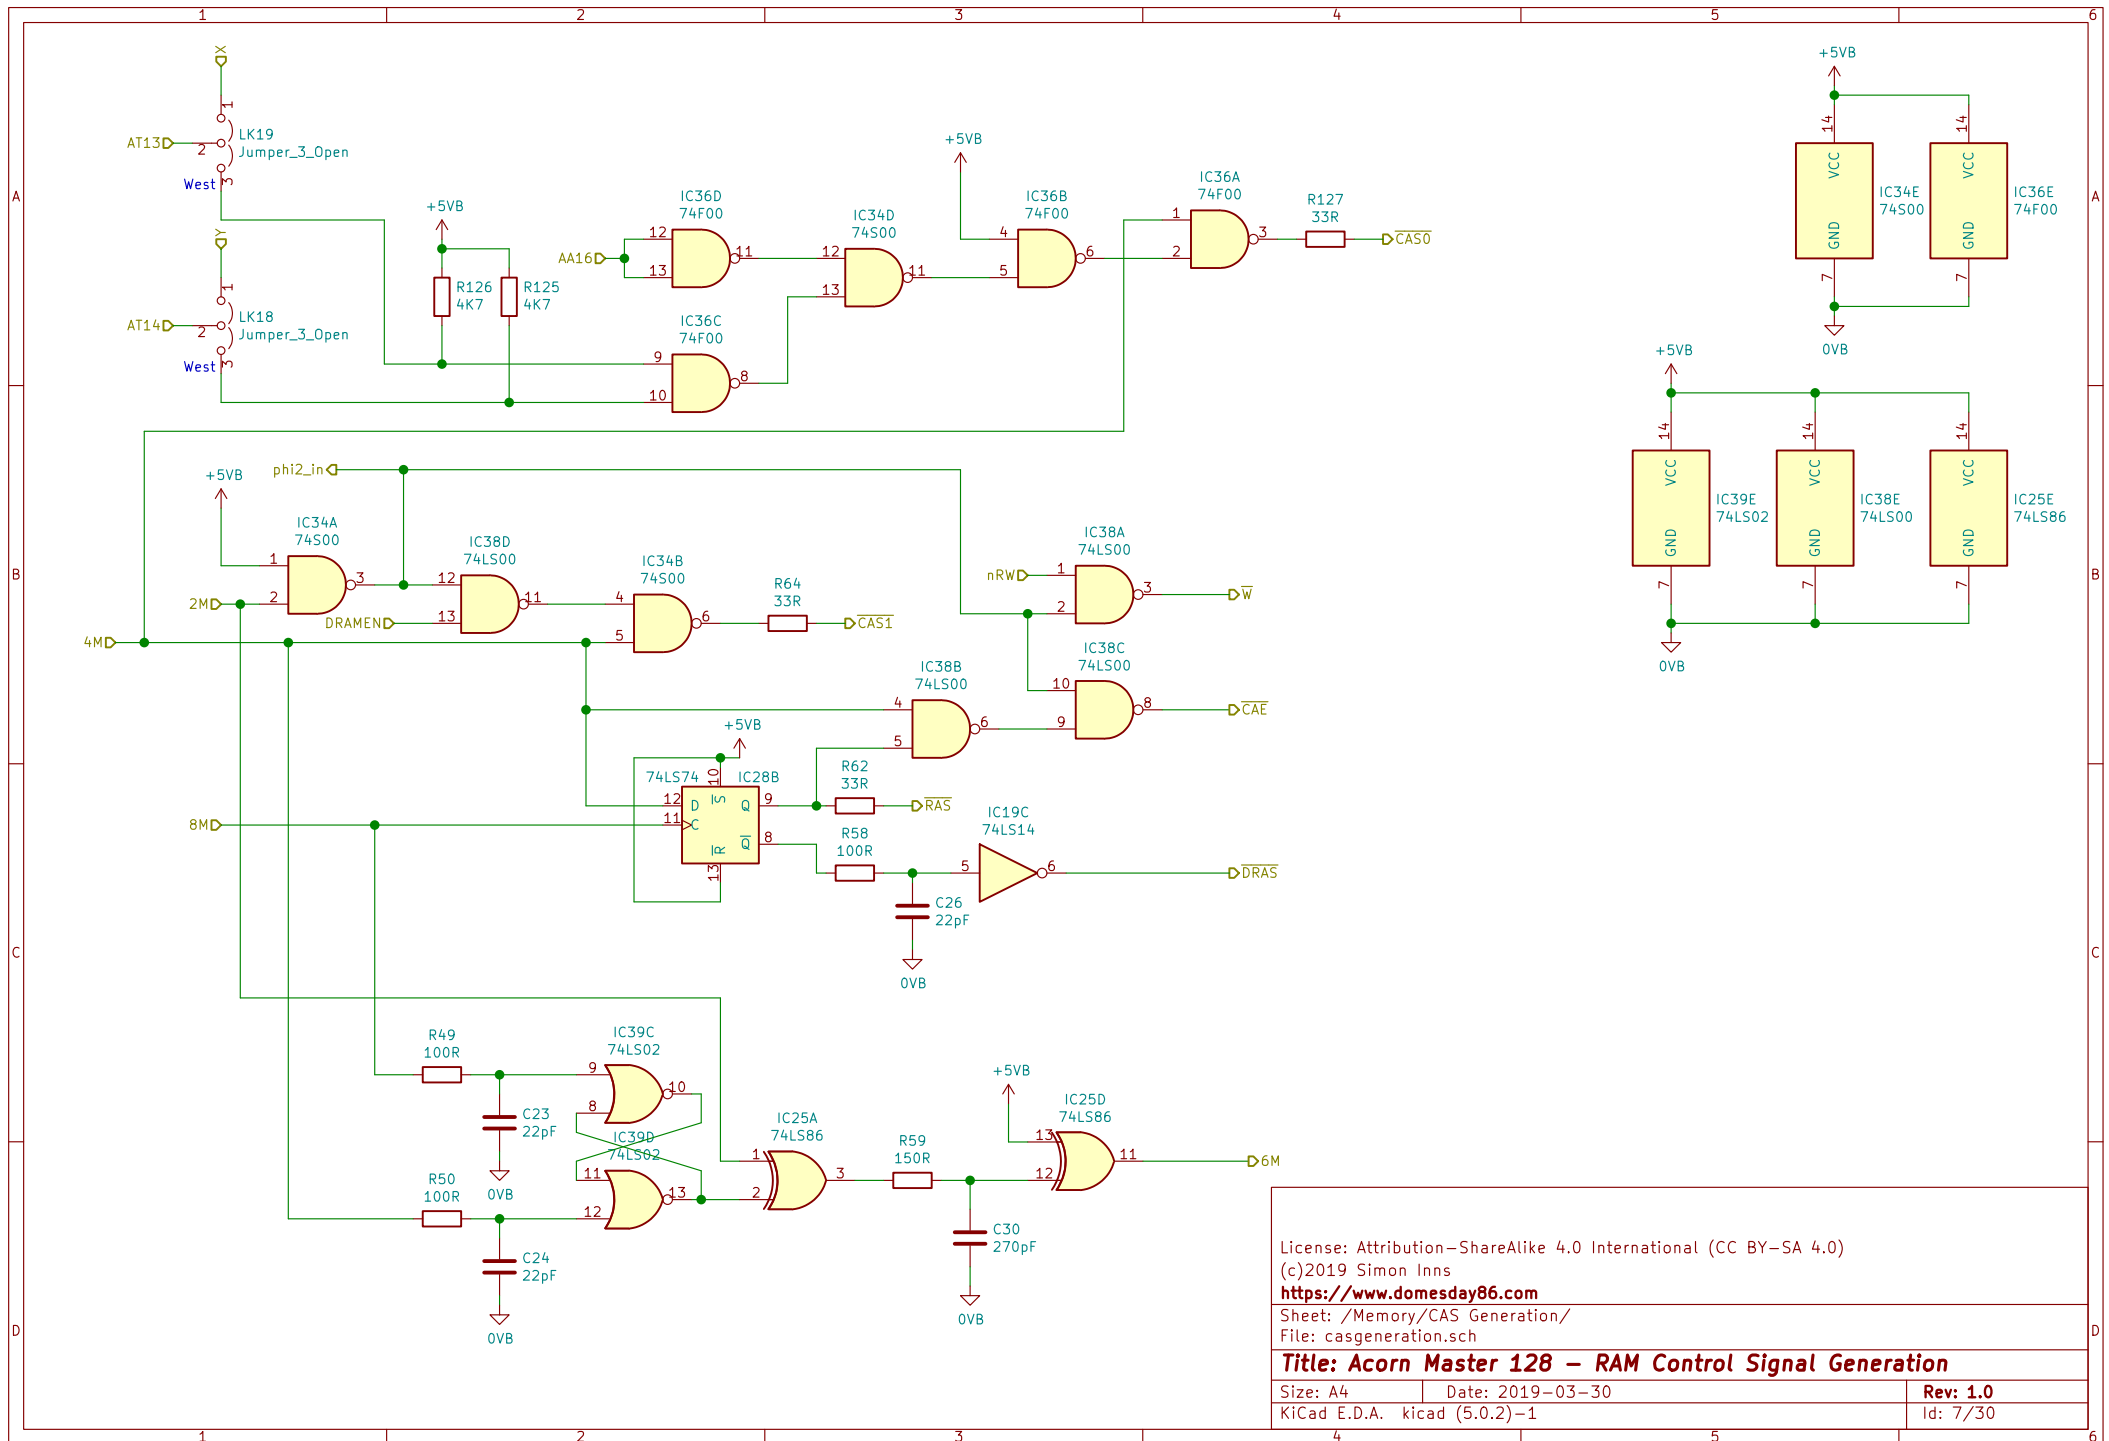 1 2 3 4 5 6
A
B
C
D
A
B
C
D
1 2 3 4 5 6
X
1
AT13
2
LK19
Jumper_3_Open
West
3
Y
1
AT14
2
LK18
Jumper_3_Open
West
3
+5VB
R126
4K7
R125
4K7
AA16
IC36D
74F00
12
13
11
IC36C
74F00
9
10
8
IC34D
74S00
12
13
11
+5VB
IC36B
74F00
4
5
6
IC36A
74F00
1
2
3
R127
33R
CAS0
+5VB
14
VCC
GND
7
IC34E
74S00
14
VCC
GND
7
IC36E
74F00
0VB
+5VB
14
VCC
GND
7
IC39E
74LS02
14
VCC
GND
7
IC38E
74LS00
14
VCC
GND
7
IC25E
74LS86
0VB
phi2_in
+5VB
IC34A
74S00
1
2
3
2M
4M
DRAMEN
IC38D
74LS00
12
13
11
IC34B
74S00
4
5
6
R64
33R
CAS1
nRW
IC38A
74LS00
1
2
3
W
IC38B
74LS00
4
5
6
IC38C
74LS00
10
9
8
CAE
+5VB
8M
74LS74
IC28B
12
11
10
13
9
8
D
C
S
R
Q
Q
R62
33R
RAS
R58
100R
IC19C
74LS14
5
6
DRAS
C26
22pF
0VB
R49
100R
C23
22pF
0VB
R50
100R
C24
22pF
0VB
IC39C
74LS02
9
8
10
IC39D
74LS02
11
12
13
IC25A
74LS86
1
2
3
R59
150R
C30
270pF
0VB
+5VB
IC25D
74LS86
13
12
11
6M
License: Attribution-ShareAlike 4.0 International (CC BY-SA 4.0)
(c)2019 Simon Inns
https://www.domesday86.com
Sheet: /Memory/CAS Generation/
File: casgeneration.sch
Title: Acorn Master 128 - RAM Control Signal Generation
Size: A4 Date: 2019-03-30 Rev: 1.0
KiCad E.D.A. kicad (5.0.2)-1 Id: 7/30